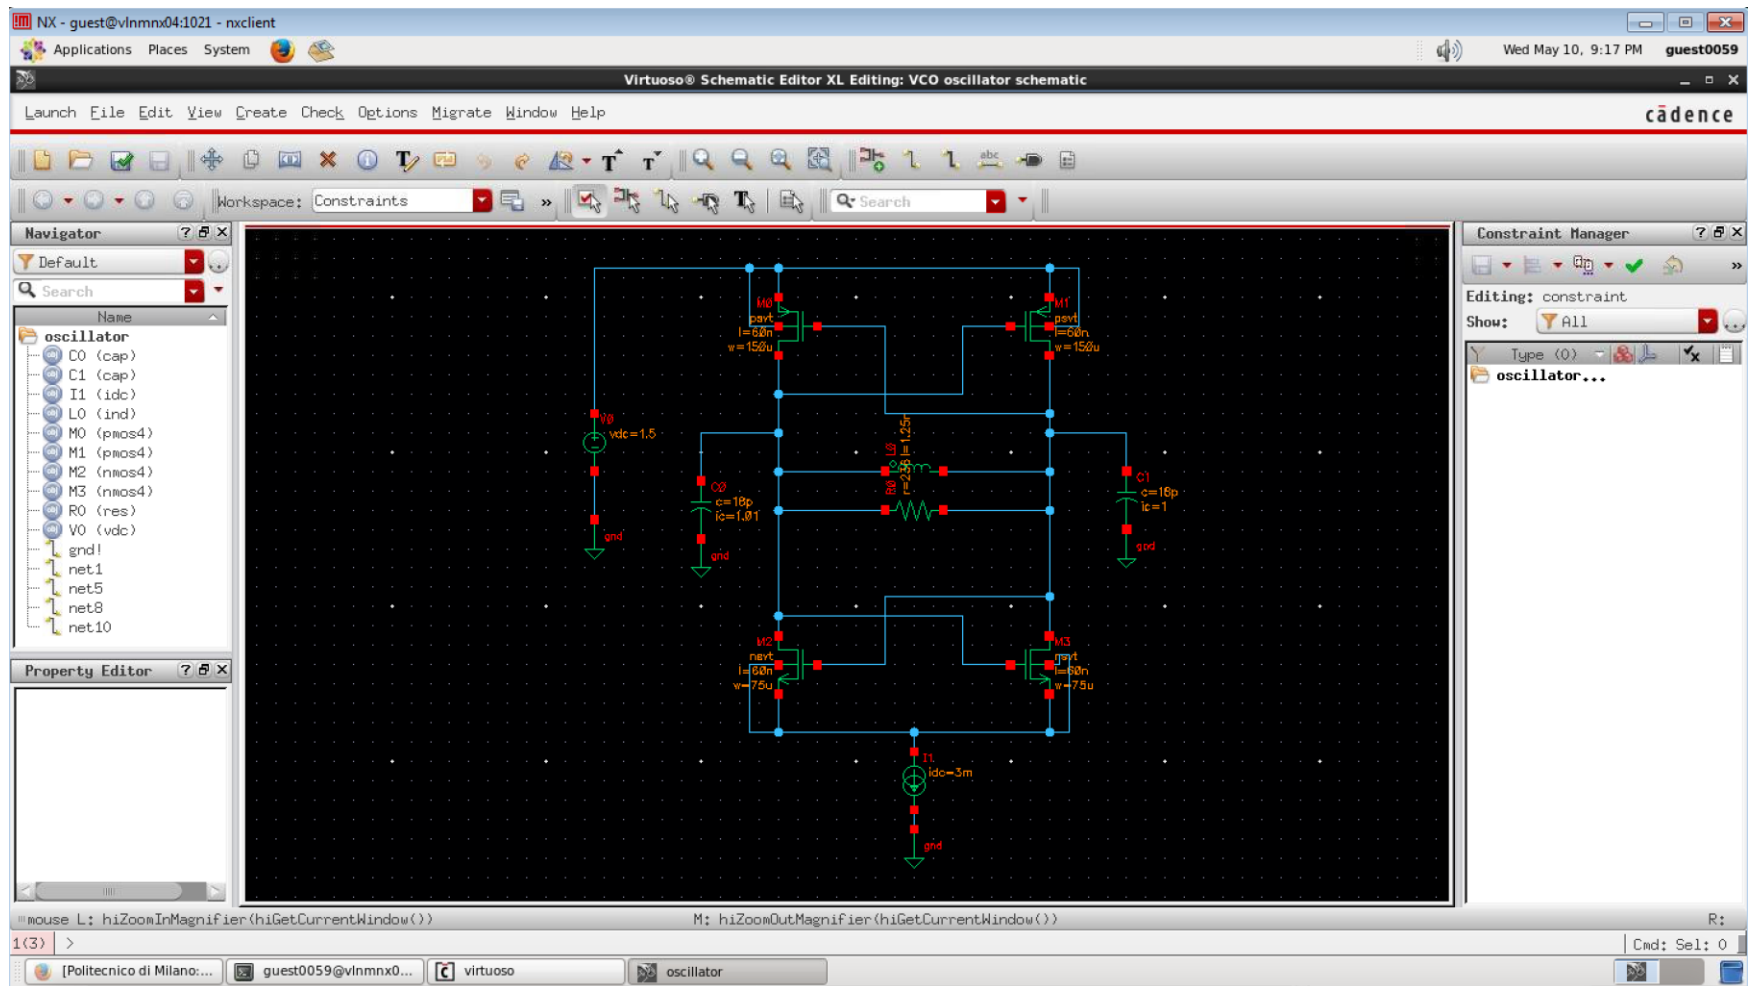 NX - guest@vlnmnx04:1021 - nxclient
Applications Places System
Wed May 10, 9:17 PM guest0059
Virtuoso® Schematic Editor XL Editing: VCO oscillator schematic
Launch File Edit View Create Check Options Migrate Window Help
cādence
Workspace: Constraints
Search
Navigator
Default
Search
Name
oscillator
C0 (cap)
C1 (cap)
I1 (idc)
L0 (ind)
M0 (pmos4)
M1 (pmos4)
M2 (nmos4)
M3 (nmos4)
R0 (res)
V0 (vdc)
gnd!
net1
net5
net8
net10
Property Editor
M0
psvt
l=60n
w=150u
M1
psvt
l=60n
w=150u
V0
vdc=1.5
gnd
C0
c=18p
ic=1.01
gnd
L0
l=1.25n
R0
r=236
C1
c=18p
ic=1
gnd
M2
nsvt
l=60n
w=75u
M3
nsvt
l=60n
w=75u
I1
idc=3m
gnd
Constraint Manager
Editing: constraint
Show: All
Type (0)
oscillator...
mouse L: hiZoomInMagnifier(hiGetCurrentWindow())
M: hiZoomOutMagnifier(hiGetCurrentWindow())
R:
1(3) >
Cmd: Sel: 0
[Politecnico di Milano:...
guest0059@vlnmnx0...
virtuoso
oscillator